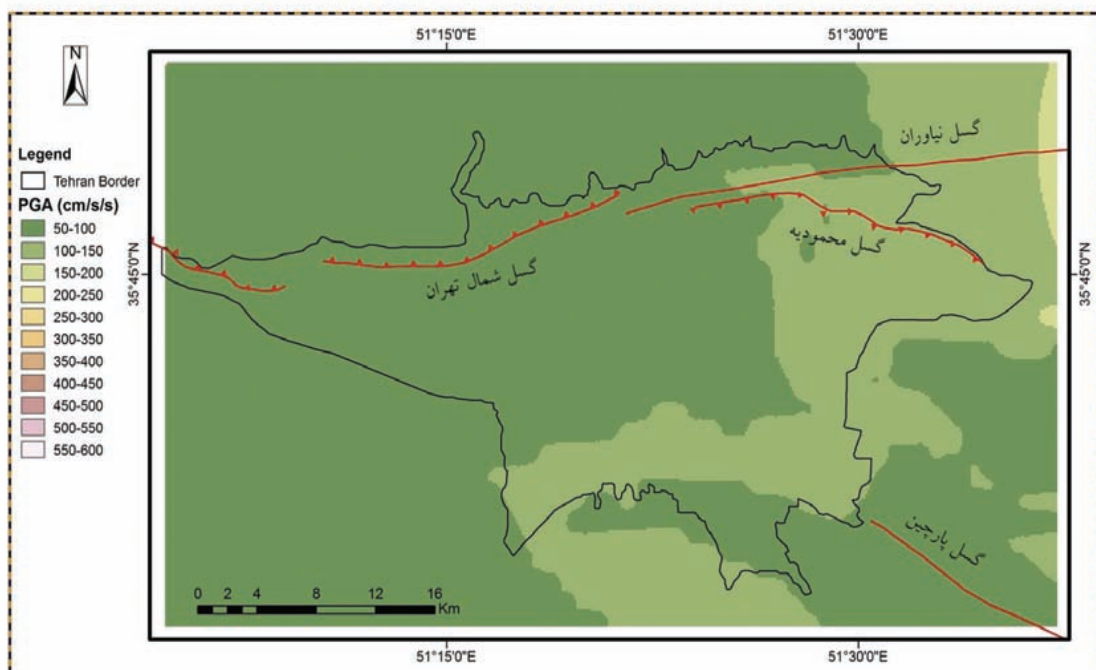 51°15'0"E
51°30'0"E
N
گسل نیاوران
Legend
Tehran Border
PGA (cm/s/s)
50-100
100-150
150-200
200-250
250-300
300-350
350-400
400-450
450-500
500-550
550-600
گسل محمودیه
گسل شمال تهران
35°45'0"N
35°45'0"N
گسل پارچین
0 2 4 8 12 16
Km
51°15'0"E
51°30'0"E